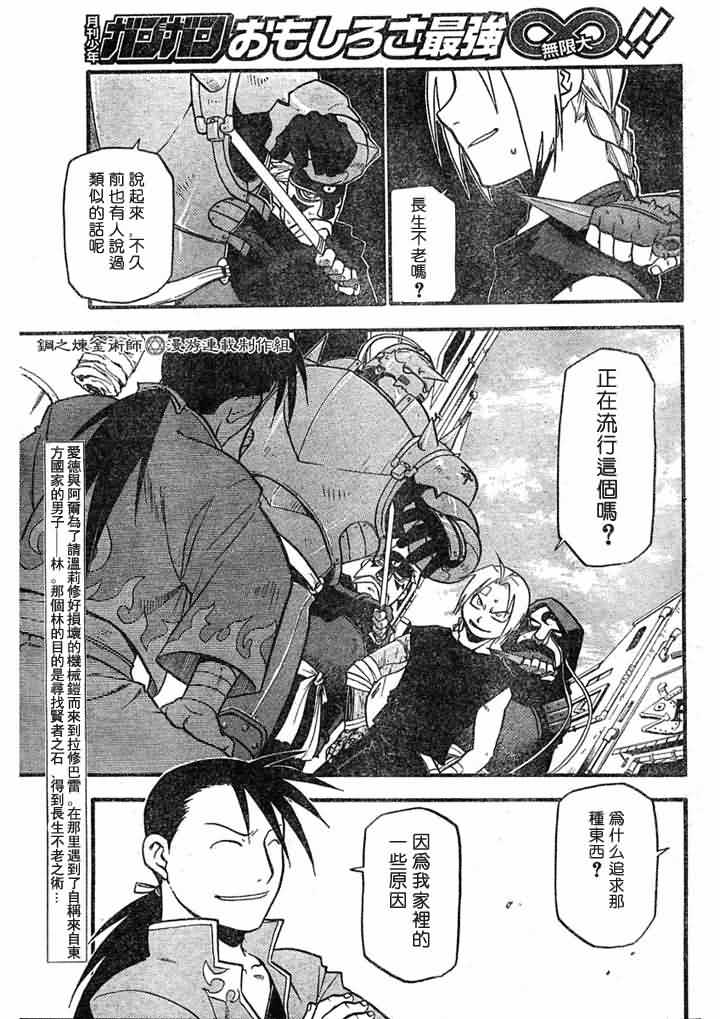 月刊少年
ガンガン おもしろさ最強 ∞ 無限大 !!
長生不老嗎？
說起來,不久
前也有人說過
類似的話呢
鋼之煉金術師✡漫游連載制作組
正在流行這個嗎？
愛德與阿爾為了請溫莉修好損壞的機械鎧而來到拉修巴雷。在那里遇到了自稱來自東
方國家的男子——林。那個林的目的是尋找賢者之石、得到長生不老之術…
為什么追求那
種東西？
因為我家裡的
一些原因